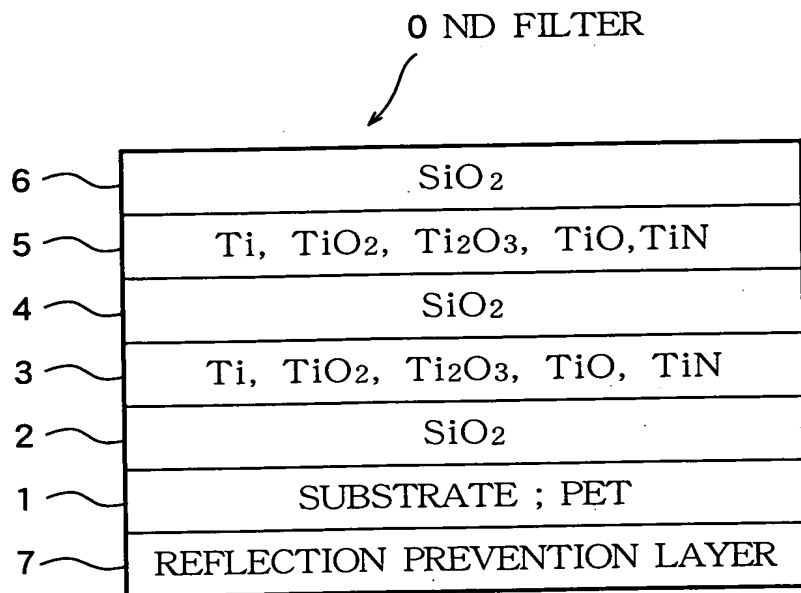 0 ND FILTER
6 SiO2
5 Ti, TiO2, Ti2O3, TiO,TiN
4 SiO2
3 Ti, TiO2, Ti2O3, TiO, TiN
2 SiO2
1 SUBSTRATE ; PET
7 REFLECTION PREVENTION LAYER